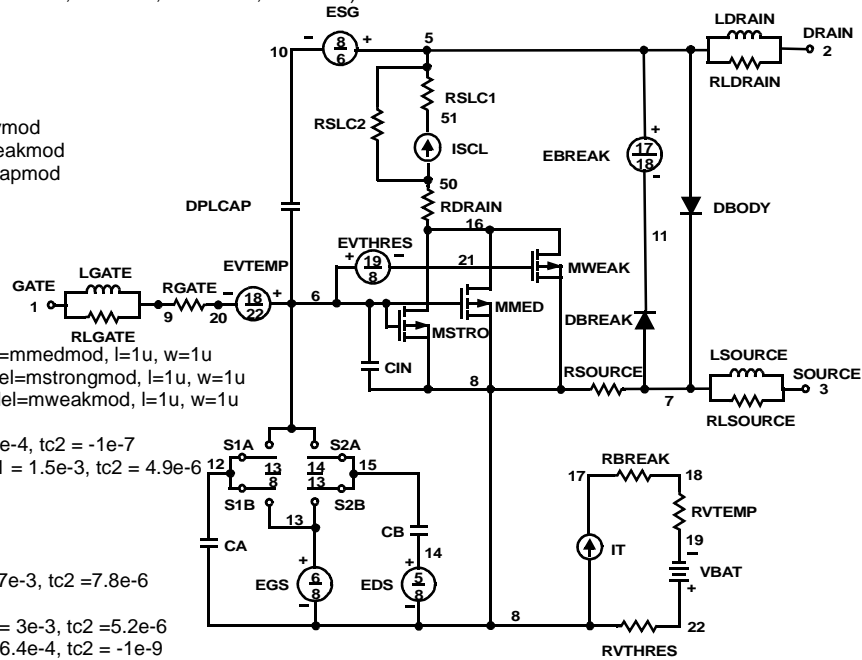 ESG
LDRAIN
DRAIN
2
RLDRAIN
10
-
8
6
+
5
RSLC1
51
RSLC2
ISCL
50
RDRAIN
16
+
17
18
-
EBREAK
DBODY
11
mod
eakmod
apmod
DPLCAP
EVTHRES
+
19
8
-
21
MWEAK
GATE
1
LGATE
RLGATE
9
RGATE
20
EVTEMP
-
18
22
+
6
MMED
MSTRO
DBREAK
CIN
8
RSOURCE
7
LSOURCE
SOURCE
3
RLSOURCE
=mmedmod, l=1u, w=1u
el=mstrongmod, l=1u, w=1u
del=mweakmod, l=1u, w=1u
e-4, tc2 = -1e-7
1 = 1.5e-3, tc2 = 4.9e-6
12
S1A
S2A
13
8
14
13
15
S1B
S2B
13
CA
CB
14
+
EGS
6
8
-
+
EDS
5
8
-
8
RBREAK
17
18
RVTEMP
19
-
IT
VBAT
+
22
RVTHRES
7e-3, tc2 =7.8e-6
= 3e-3, tc2 =5.2e-6
6.4e-4, tc2 = -1e-9